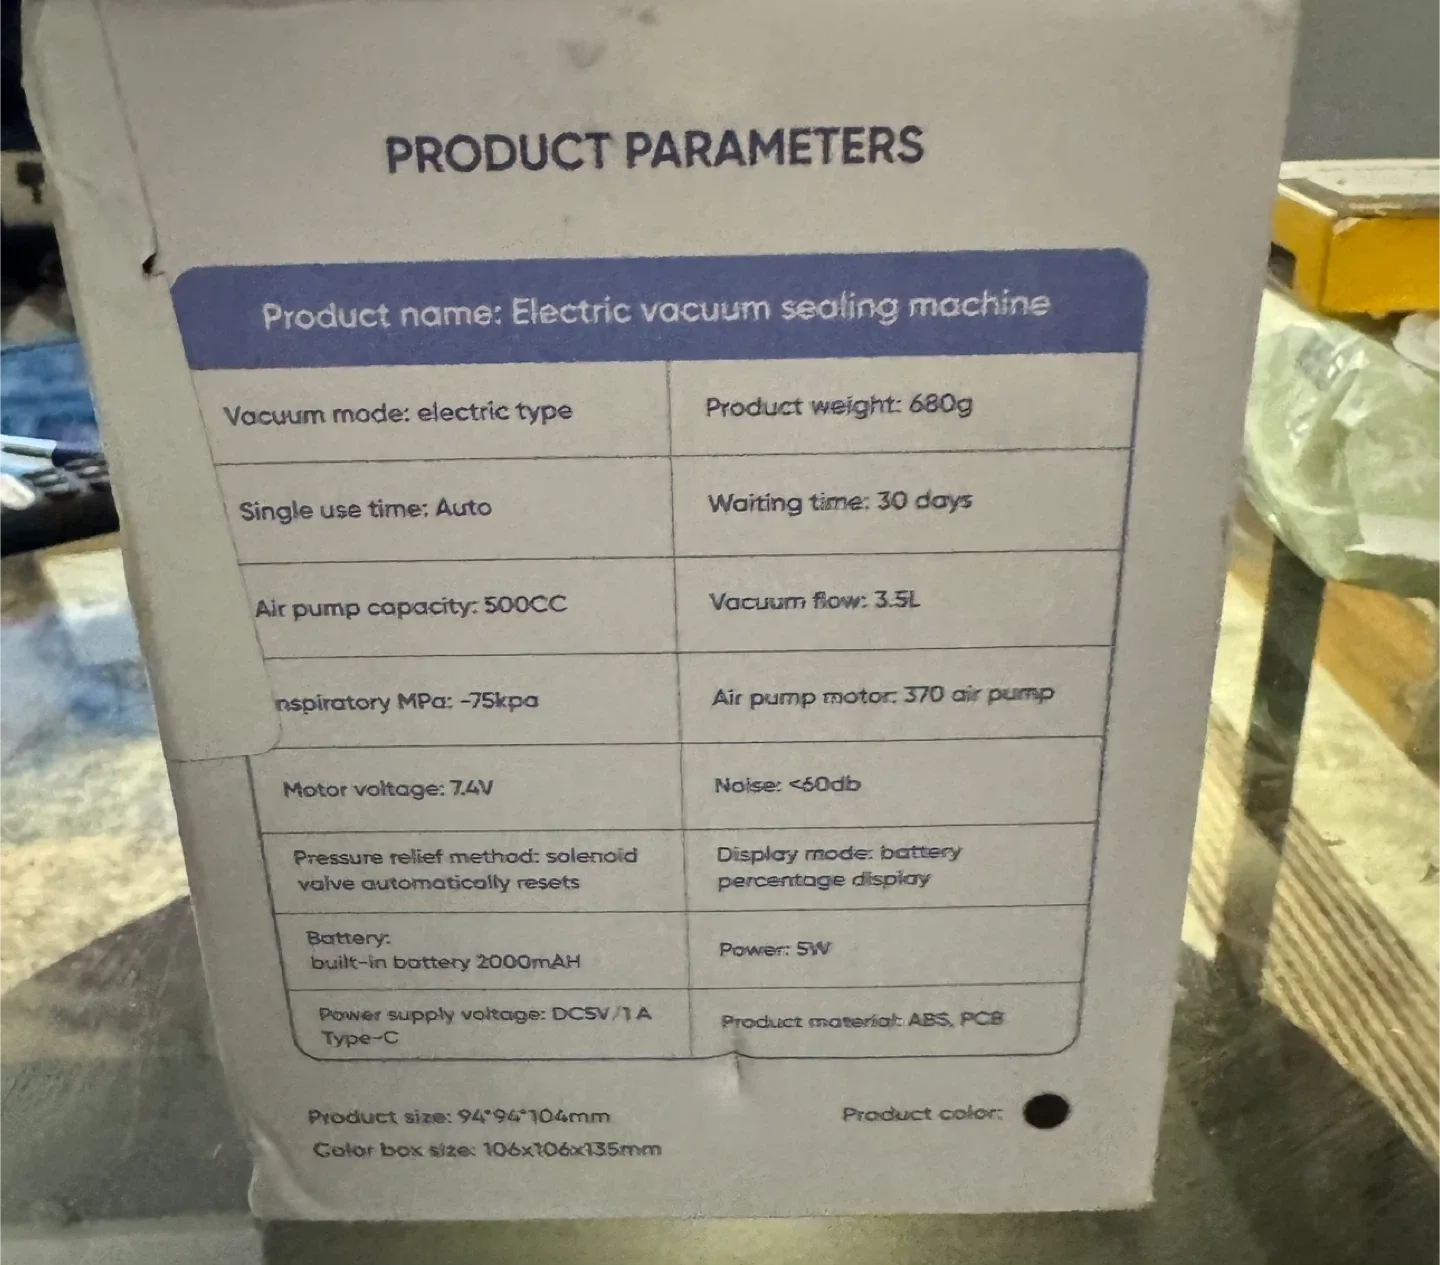 PRODUCT PARAMETERS
Product name: Electric vacuum sealing machine
Vacuum mode: electric type
Product weight: 680g
Single use time: Auto
Waiting time: 30 days
Air pump capacity: 500CC
Vacuum flow: 3.5L
nspiratory MPa: -75kpa
Air pump motor: 370 air pump
Motor voltage: 7.4V
Noise: <60db
Pressure relief method: solenoid
valve automatically resets
Display mode: battery
percentage display
Battery:
built-in battery 2000mAH
Power: 5W
Power supply voltage: DC5V/1A
Type-C
Product material: ABS, PCB
Product size: 94*94*104mm
Color box size: 106x106x135mm
Product color: